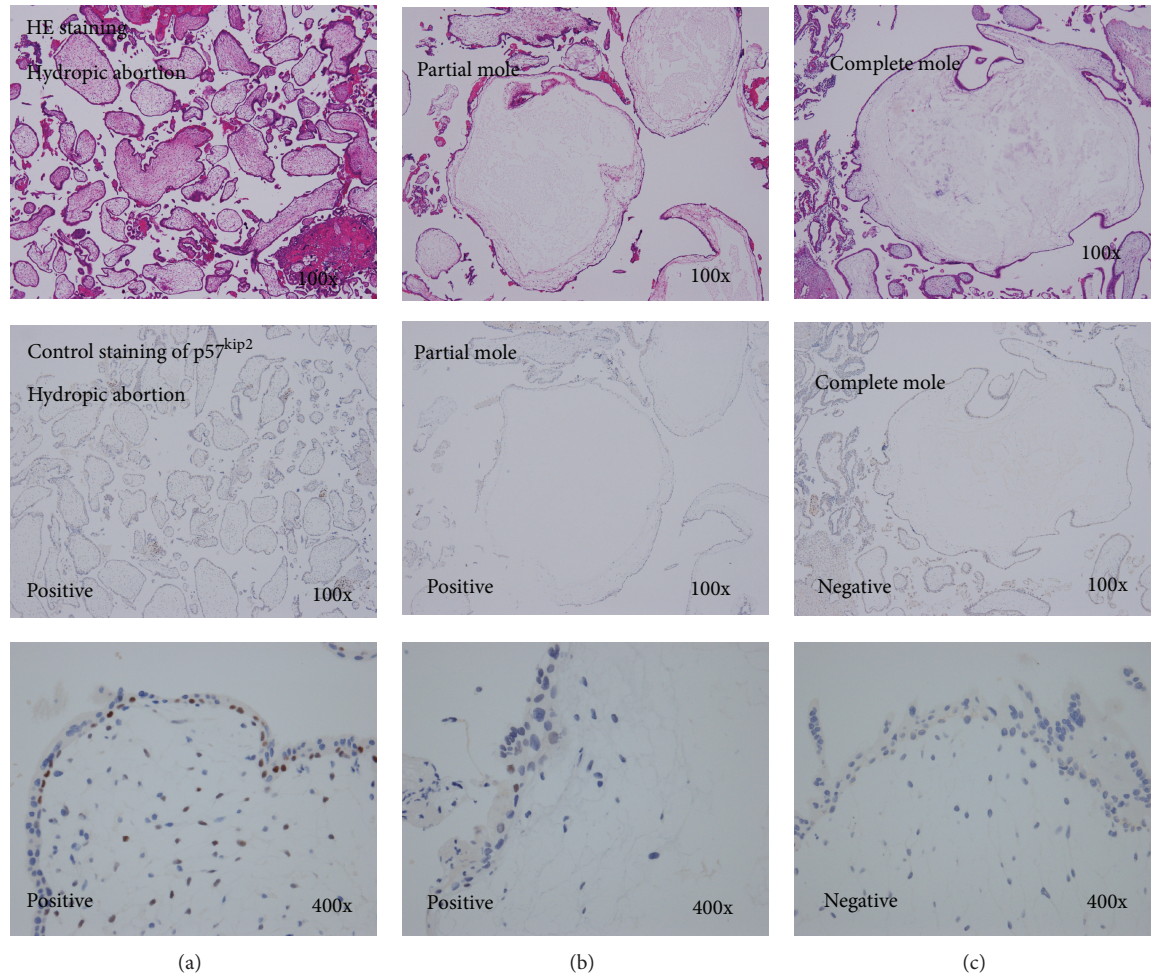 HE staining
Hydropic abortion
100x
Partial mole
100x
Complete mole
100x
Control staining of p57kip2
Hydropic abortion
Positive
100x
Partial mole
Positive
100x
Complete mole
Negative
100x
Positive
400x
Positive
400x
Negative
400x
(a)
(b)
(c)